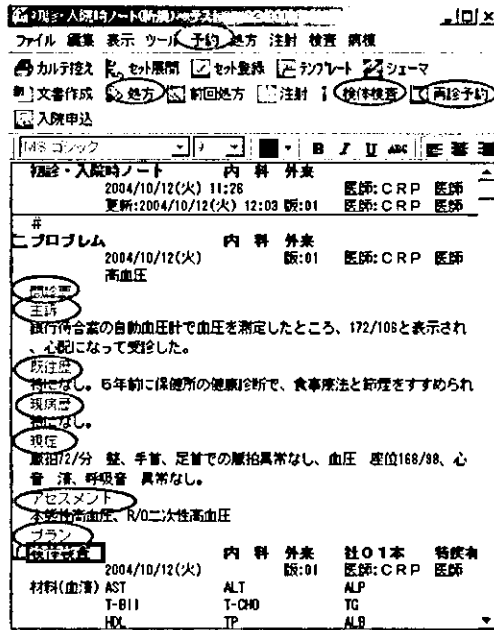 初診・入院時ノート(新規)
ファイル 編集 表示 ツール 予約 処方 注射 検査 病棟
カルテ控え セット展開 セット登録 テンプレート シェーマ
文書作成 処方 前回処方 注射 検体検査 再診予約
入院申込
MS ゴシック 9 B I U ABC
初診・入院時ノート 内 科 外来
2004/10/12(火) 11:26 医師:CRP 医師
更新:2004/10/12(火) 12:03 版:01 医師:CRP 医師
#
プロブレム 内 科 外来
2004/10/12(火) 版:01 医師:CRP 医師
高血圧
問診票
主訴
銀行待合室の自動血圧計で血圧を測定したところ、172/106と表示され
、心配になって受診した。
既往歴
特になし。5年前に保健所の健康診断で、食事療法と節煙をすすめられ
現病歴
特になし。
現症
脈拍72/分 整、手首、足首での脈拍異常なし、血圧 座位168/98、心
音 清、呼吸音 異常なし。
アセスメント
本態性高血圧、R/O二次性高血圧
プラン
検体検査 内 科 外来 社01本
2004/10/12(火) 版:01 医師:CRP 医師
材料(血清) AST ALT ALP
T-BIl T-CHO TG
HDL TP ALB